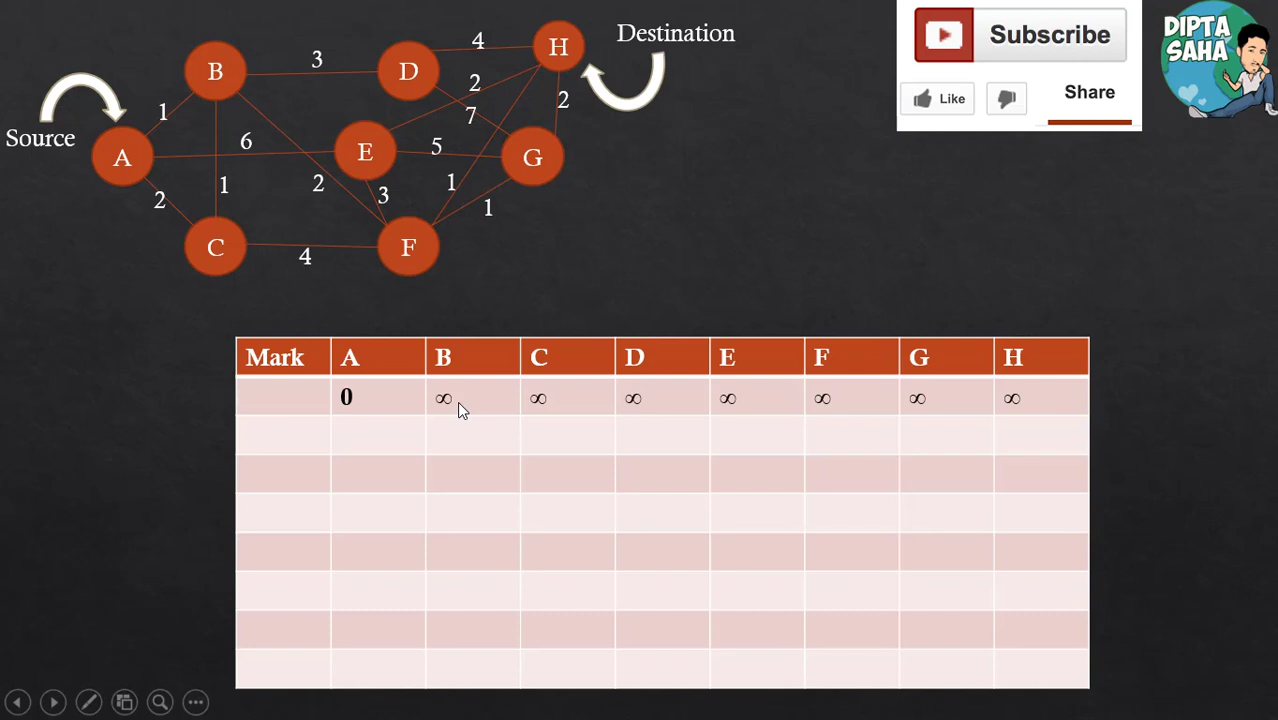 Source
Destination
A
B
C
D
E
F
G
H
1
2
6
1
3
2
4
3
5
2
4
7
1
1
2
Subscribe
Like
Share
DIPTA
SAHA
Mark A B C D E F G H
0 ∞ ∞ ∞ ∞ ∞ ∞ ∞